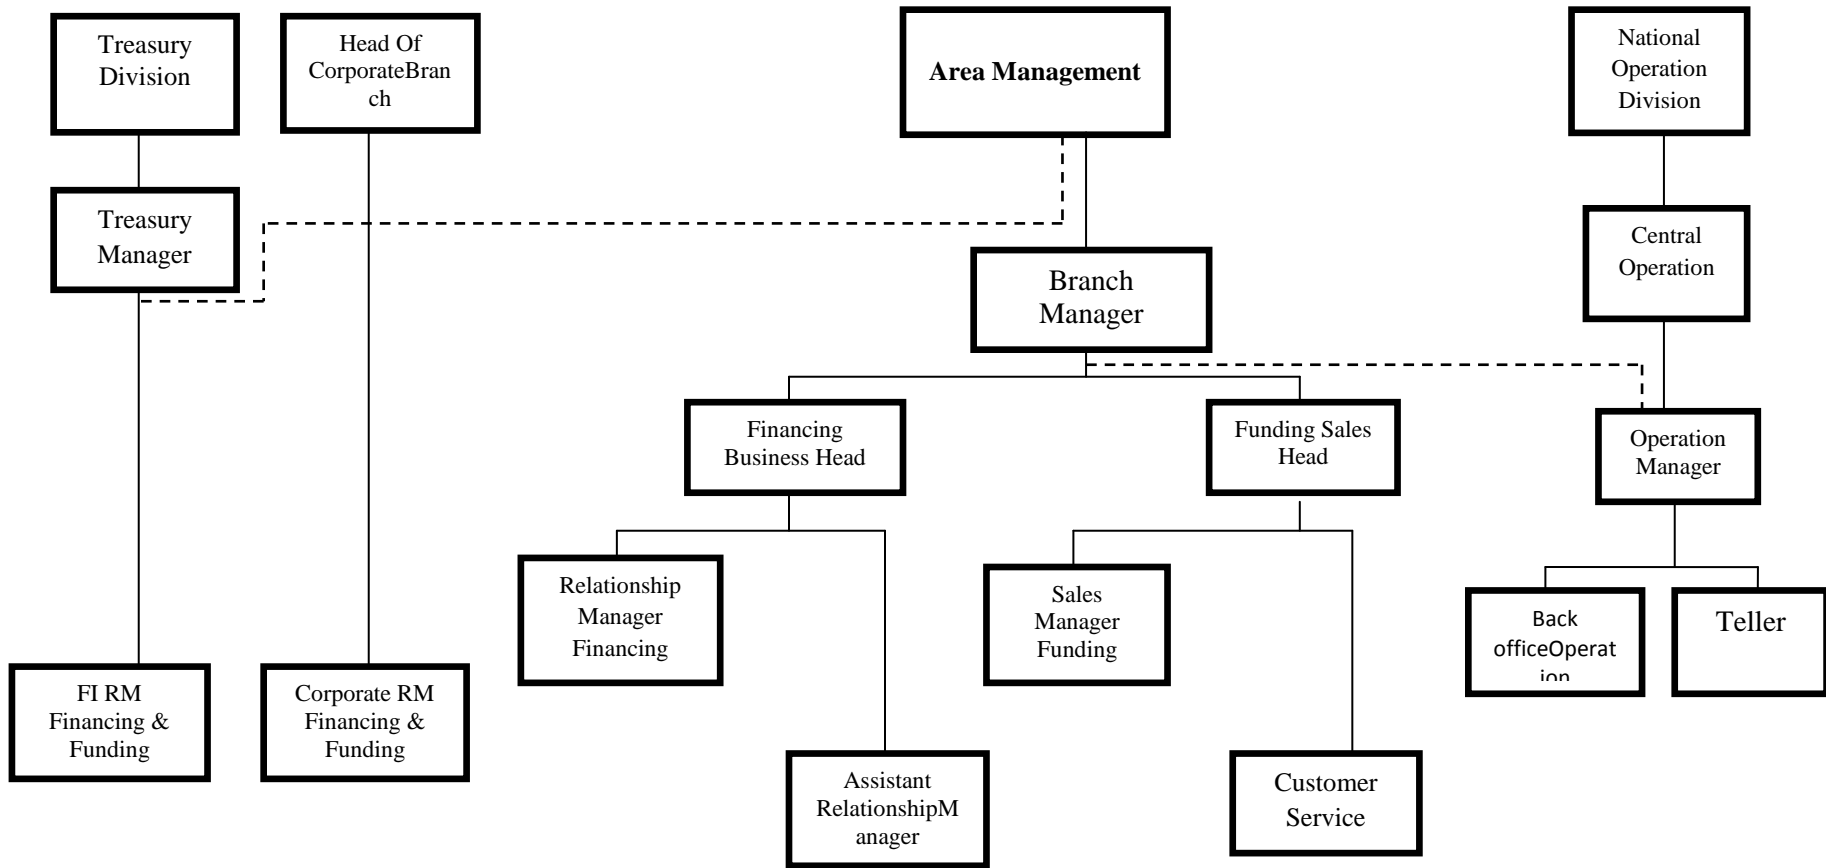 Treasury
Division
Head Of
CorporateBran
ch
Area Management
National
Operation
Division
Treasury
Manager
Central
Operation
Branch
Manager
Financing
Business Head
Funding Sales
Head
Operation
Manager
Relationship
Manager
Financing
Sales
Manager
Funding
Back
officeOperat
ion
Teller
FI RM
Financing &
Funding
Corporate RM
Financing &
Funding
Assistant
RelationshipM
anager
Customer
Service